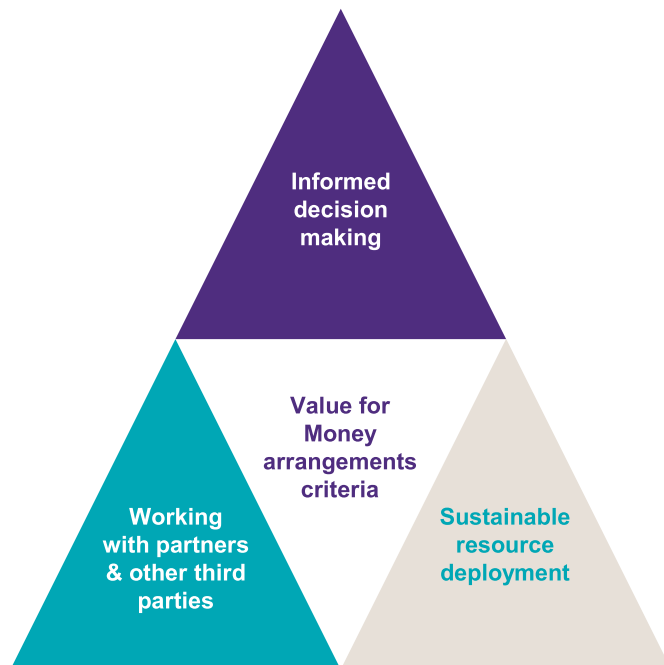 Informed
decision
making
Value for
Money
arrangements
criteria
Working
with partners
& other third
parties
Sustainable
resource
deployment